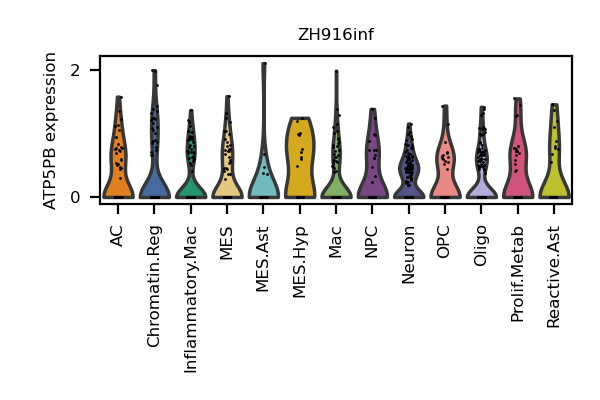 ZH916inf
ATP5PB expression
2
0
AC
Chromatin.Reg
Inflammatory.Mac
MES
MES.Ast
MES.Hyp
Mac
NPC
Neuron
OPC
Oligo
Prolif.Metab
Reactive.Ast